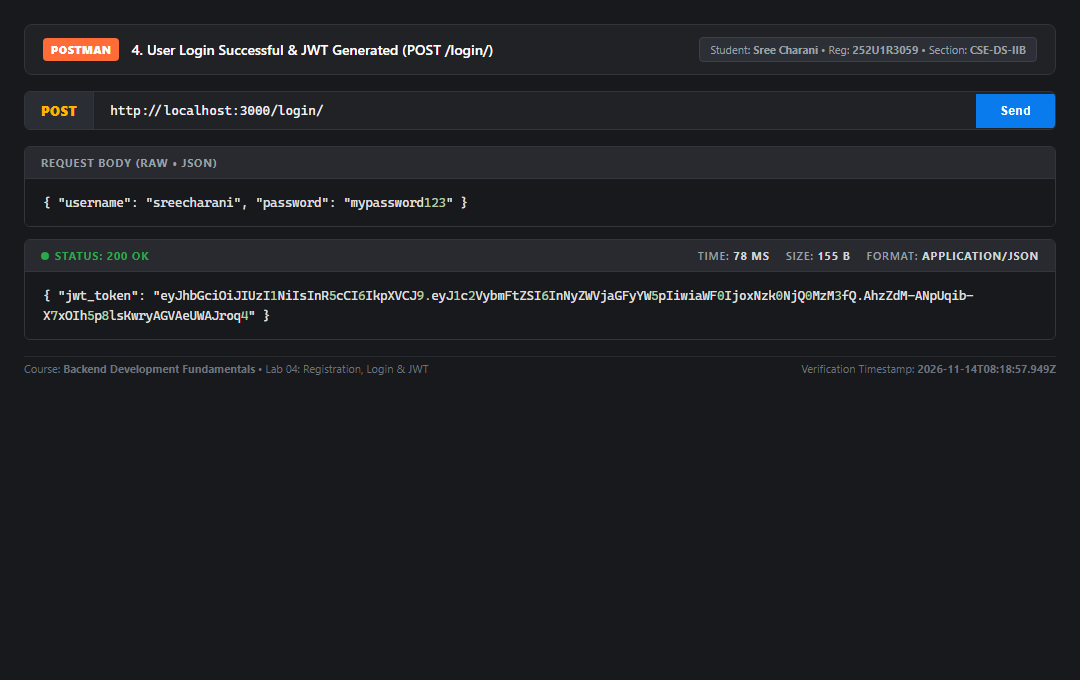 POSTMAN 4. User Login Successful & JWT Generated (POST /login/) Student: Sree Charani • Reg: 252U1R3059 • Section: CSE-DS-IIB
POST http://localhost:3000/login/ Send
REQUEST BODY (RAW • JSON)
{ "username": "sreecharani", "password": "mypassword123" }
STATUS: 200 OK TIME: 78 MS SIZE: 155 B FORMAT: APPLICATION/JSON
{ "jwt_token": "eyJhbGciOiJIUzI1NiIsInR5cCI6IkpXVCJ9.eyJ1c2VybmFtZSI6InNyZWVjaGFyYW5pIiwiaWF0IjoxNzk0NjQ0MzM3fQ.AhzZdM-ANpUqib-
X7xOIh5p8lsKwryAGVAeUWAJroq4" }
Course: Backend Development Fundamentals • Lab 04: Registration, Login & JWT Verification Timestamp: 2026-11-14T08:18:57.949Z